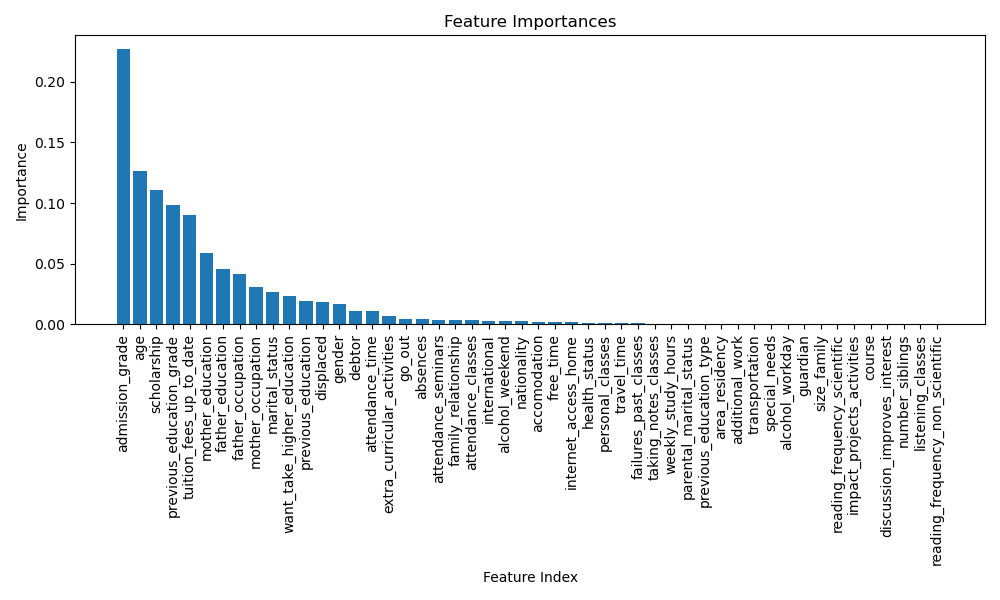 Feature Importances
Importance
0.20
0.15
0.10
0.05
0.00
admission_grade
age
scholarship
previous_education_grade
tuition_fees_up_to_date
mother_education
father_education
father_occupation
mother_occupation
marital_status
want_take_higher_education
previous_education
displaced
gender
debtor
attendance_time
extra_curricular_activities
go_out
absences
attendance_seminars
family_relationship
attendance_classes
international
alcohol_weekend
nationality
accomodation
free_time
internet_access_home
health_status
personal_classes
travel_time
failures_past_classes
taking_notes_classes
weekly_study_hours
parental_marital_status
previous_education_type
area_residency
additional_work
transportation
special_needs
alcohol_workday
guardian
size_family
reading_frequency_scientific
impact_projects_activities
course
discussion_improves_interest
number_siblings
listening_classes
reading_frequency_non_scientific
Feature Index